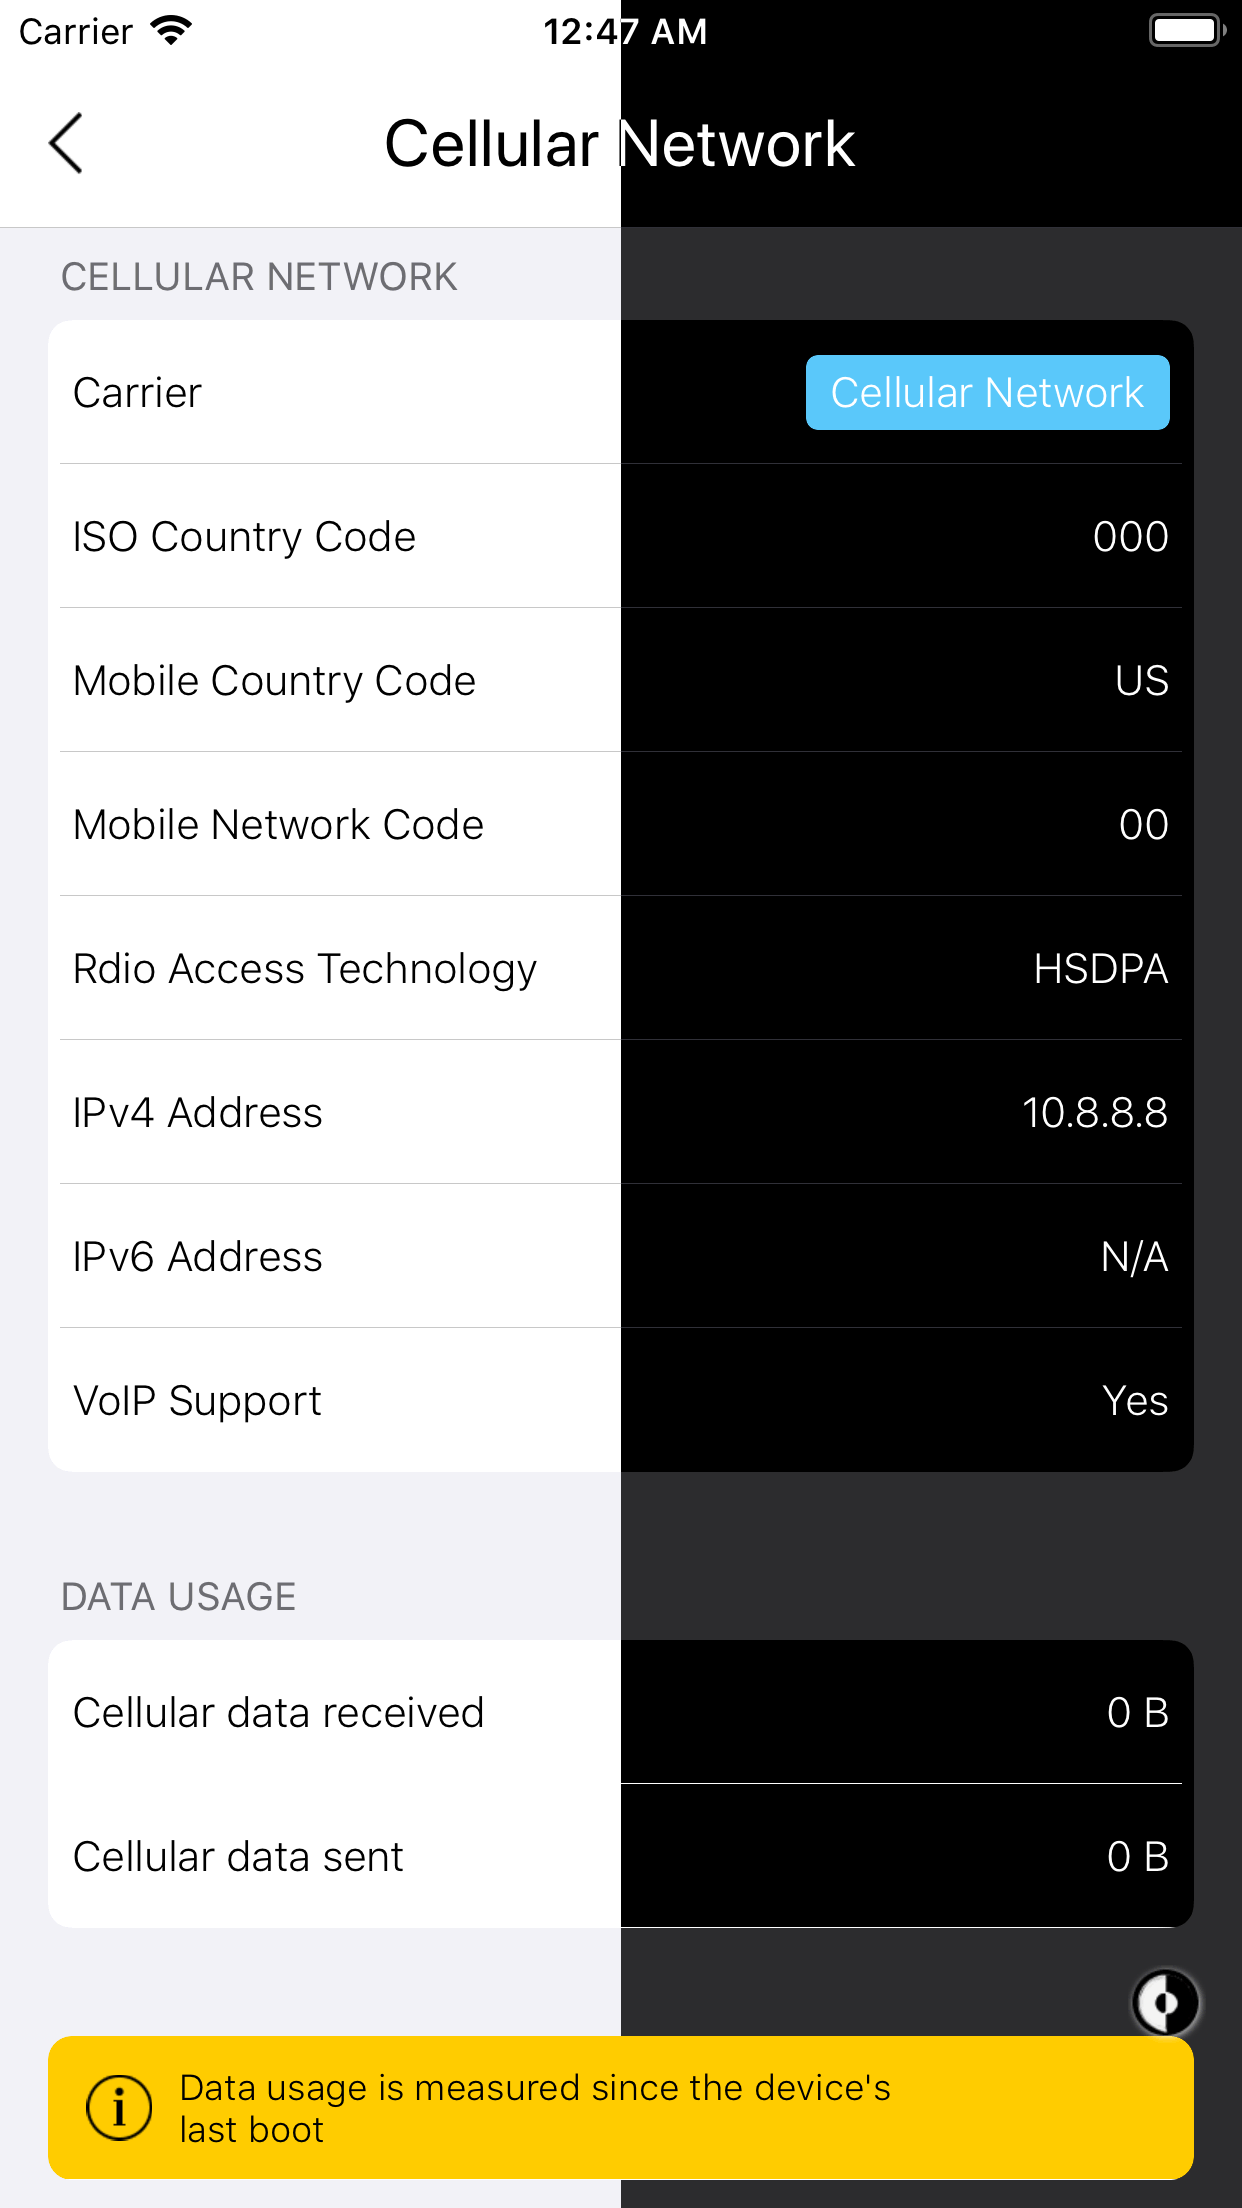 Carrier 12:47 AM
Cellular Network
CELLULAR NETWORK
Carrier Cellular Network
ISO Country Code 000
Mobile Country Code US
Mobile Network Code 00
Rdio Access Technology HSDPA
IPv4 Address 10.8.8.8
IPv6 Address N/A
VoIP Support Yes
DATA USAGE
Cellular data received 0 B
Cellular data sent 0 B
Data usage is measured since the device's
last boot